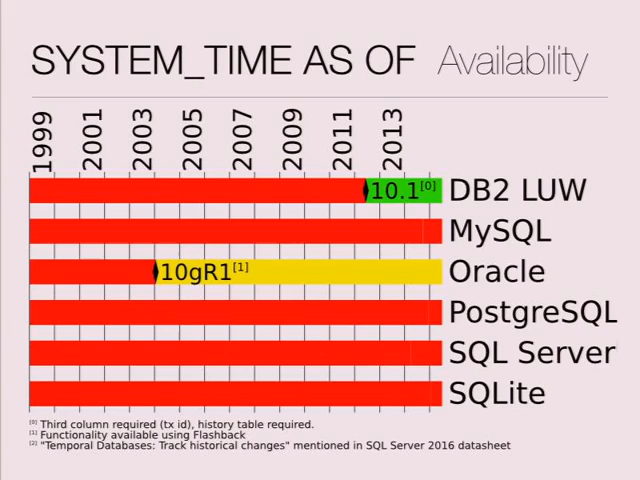 SYSTEM_TIME AS OF Availability
1999 2001 2003 2005 2007 2009 2011 2013
10.1[0] DB2 LUW
MySQL
10gR1[1] Oracle
PostgreSQL
SQL Server
SQLite
[0] Third column required (tx id), history table required.
[1] Functionality available using Flashback
[2] "Temporal Databases: Track historical changes" mentioned in SQL Server 2016 datasheet